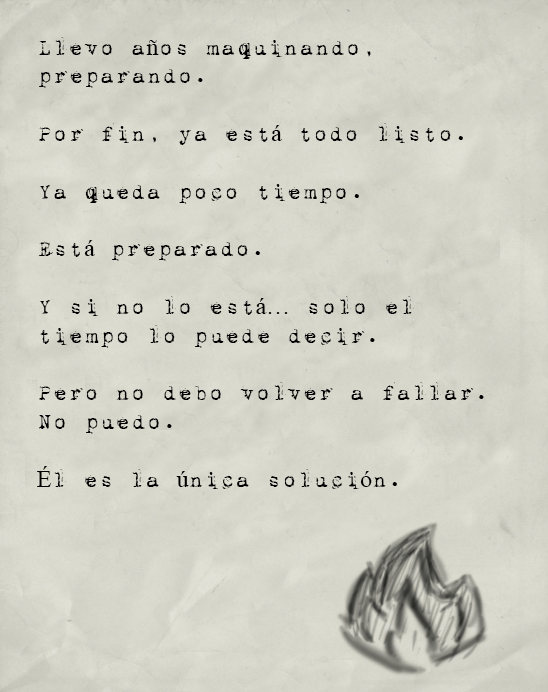 Llevo años maquinando,
preparando.
Por fin, ya está todo listo.
Ya queda poco tiempo.
Está preparado.
Y si no lo está... solo el
tiempo lo puede decir.
Pero no debo volver a fallar.
No puedo.
Él es la única solución.